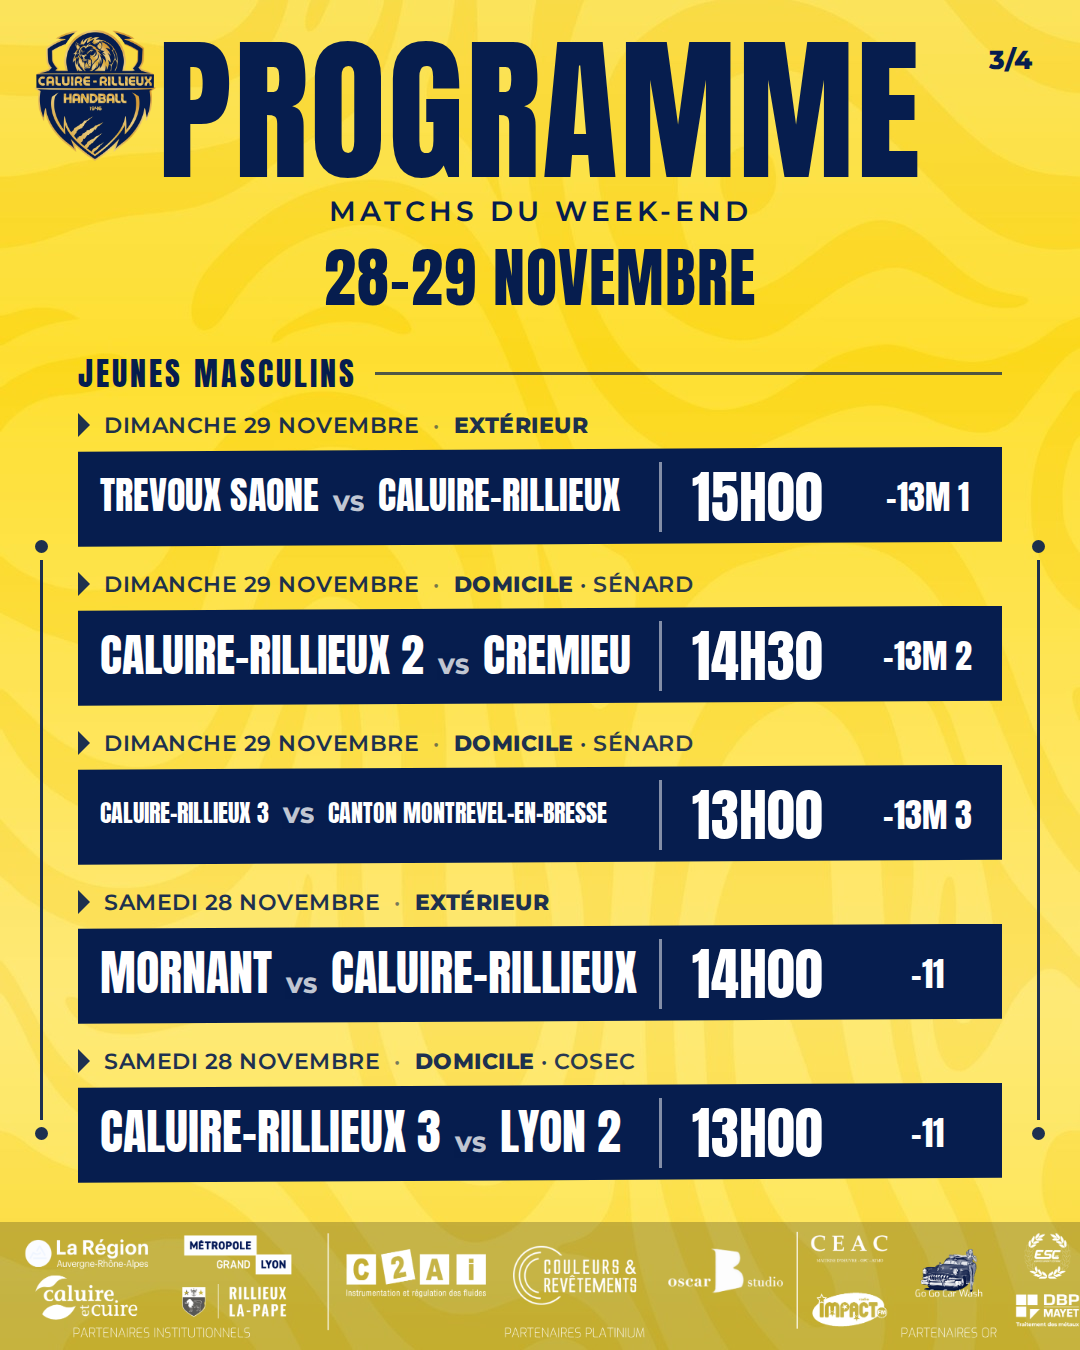 CALUIRE-RILLIEUX
HANDBALL
1946
PROGRAMME
3/4
MATCHS DU WEEK-END
28-29 NOVEMBRE
JEUNES MASCULINS
DIMANCHE 29 NOVEMBRE · EXTÉRIEUR
TREVOUX SAONE vs CALUIRE-RILLIEUX 15H00 -13M 1
DIMANCHE 29 NOVEMBRE · DOMICILE · SÉNARD
CALUIRE-RILLIEUX 2 vs CREMIEU 14H30 -13M 2
DIMANCHE 29 NOVEMBRE · DOMICILE · SÉNARD
CALUIRE-RILLIEUX 3 vs CANTON MONTREVEL-EN-BRESSE 13H00 -13M 3
SAMEDI 28 NOVEMBRE · EXTÉRIEUR
MORNANT vs CALUIRE-RILLIEUX 14H00 -11
SAMEDI 28 NOVEMBRE · DOMICILE · COSEC
CALUIRE-RILLIEUX 3 vs LYON 2 13H00 -11
La Région
Auvergne-Rhône-Alpes
MÉTROPOLE
GRAND LYON
caluire
et cuire
RILLIEUX
LA-PAPE
PARTENAIRES INSTITUTIONNELS
C2Ai
Instrumentation et régulation des fluides
COULEURS &
REVÊTEMENTS
oscar B studio
PARTENAIRES PLATINIUM
CEAC
IMPACT
FM
Go Go Car Wash
ESC
DBP
MAYET
Traitement des métaux
PARTENAIRES OR